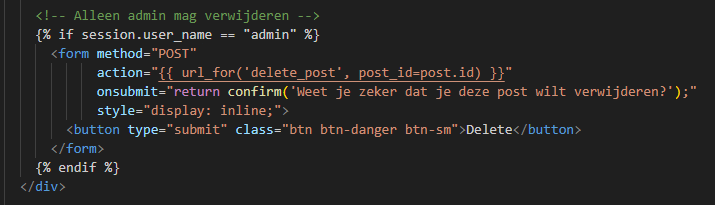 <!-- Alleen admin mag verwijderen -->
{% if session.user_name == "admin" %}
<form method="POST"
action="{{ url_for('delete_post', post_id=post.id) }}"
onsubmit="return confirm('Weet je zeker dat je deze post wilt verwijderen?');"
style="display: inline;">
<button type="submit" class="btn btn-danger btn-sm">Delete</button>
</form>
{% endif %}
</div>